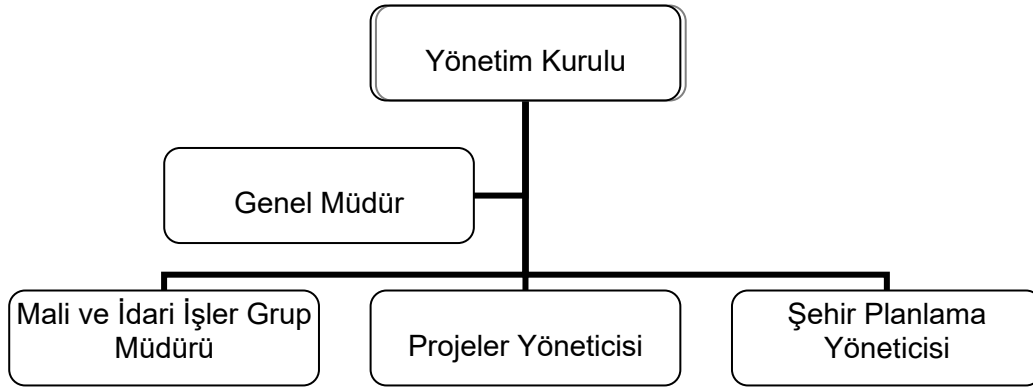 Yönetim Kurulu
Genel Müdür
Mali ve İdari İşler Grup
Müdürü
Projeler Yöneticisi
Şehir Planlama
Yöneticisi